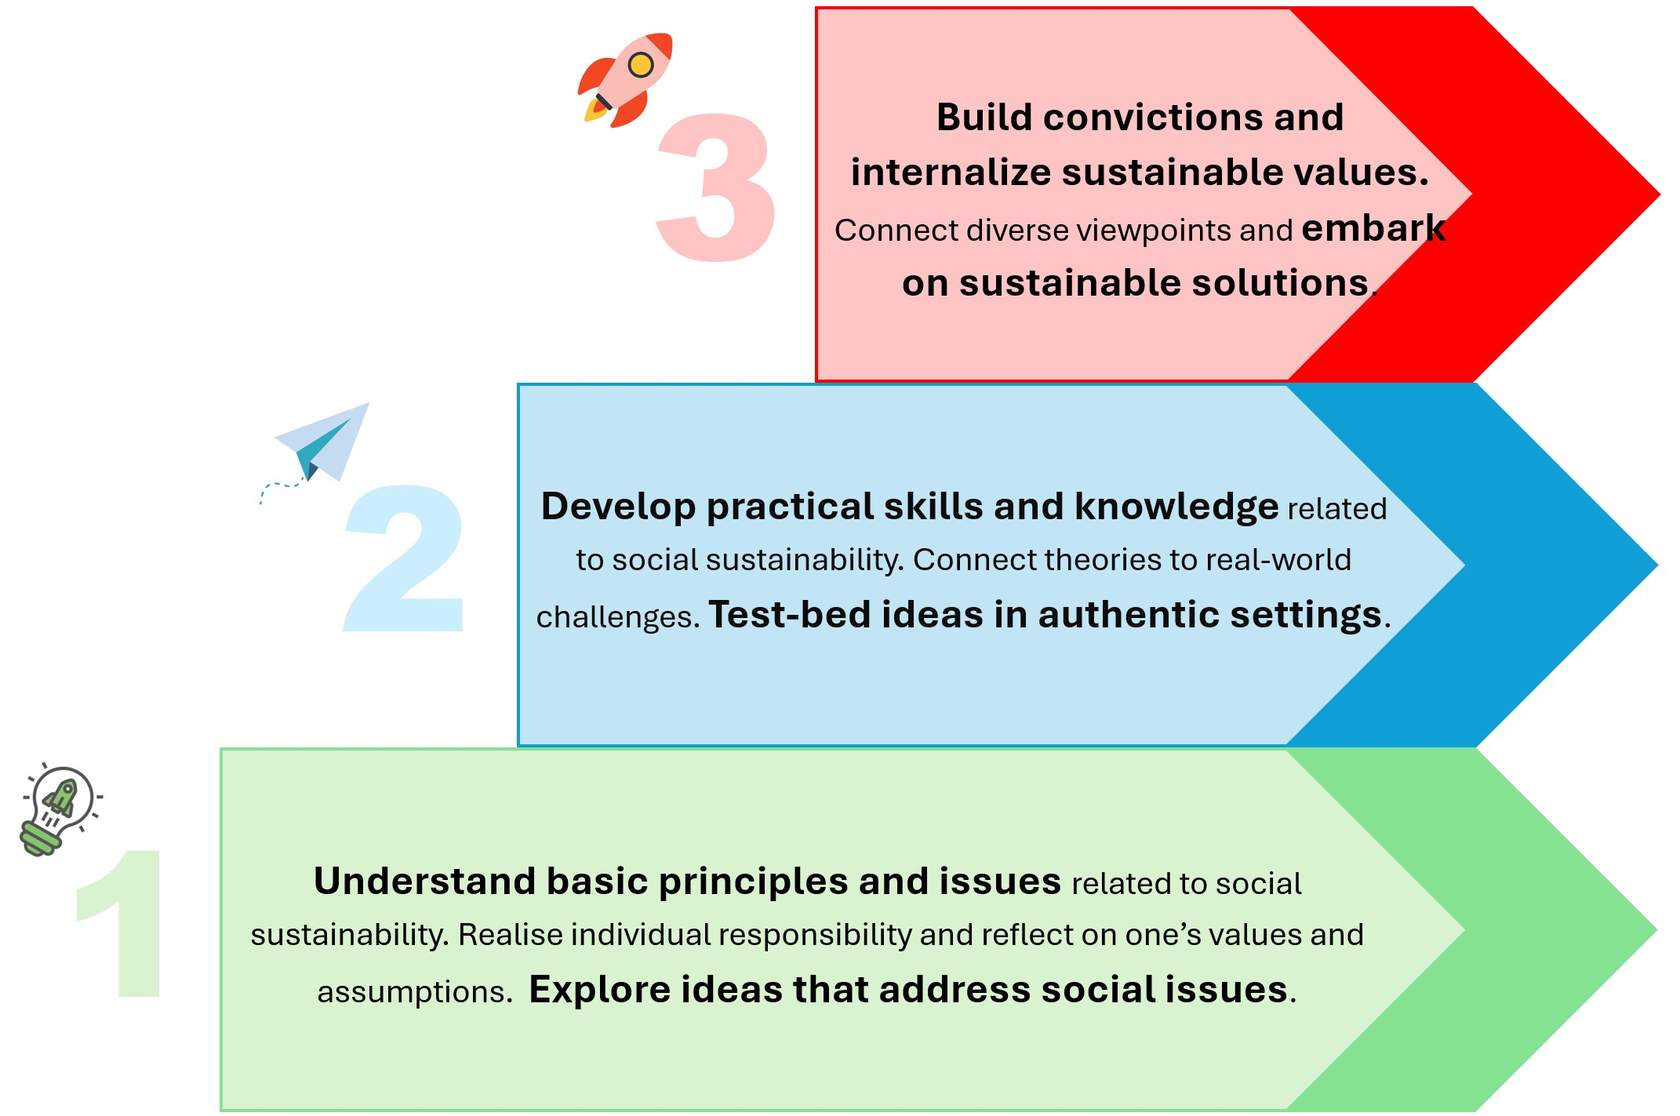 3
Build convictions and
internalize sustainable values.
Connect diverse viewpoints and embark
on sustainable solutions.
2
Develop practical skills and knowledge related
to social sustainability. Connect theories to real-world
challenges. Test-bed ideas in authentic settings.
1
Understand basic principles and issues related to social
sustainability. Realise individual responsibility and reflect on one’s values and
assumptions.  Explore ideas that address social issues.